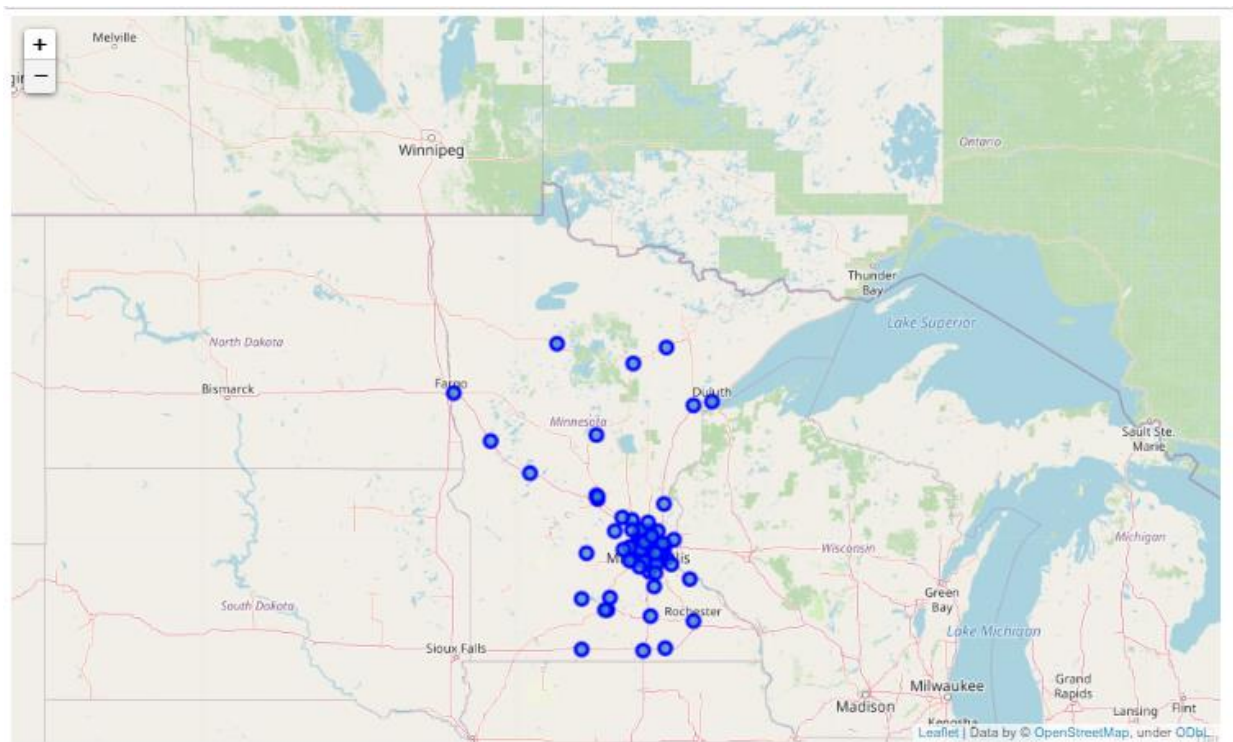 +
−
Melville
Winnipeg
Ontario
Thunder
Bay
Lake Superior
North Dakota
Bismarck
Fargo
Duluth
Minnesota
Sault Ste.
Marie
Michigan
Wisconsin
Green
Bay
South Dakota
Rochester
Lake Michigan
Sioux Falls
Grand
Rapids
Milwaukee
Madison
Lansing
Flint
Kenosha
Leaflet | Data by © OpenStreetMap, under ODbL.